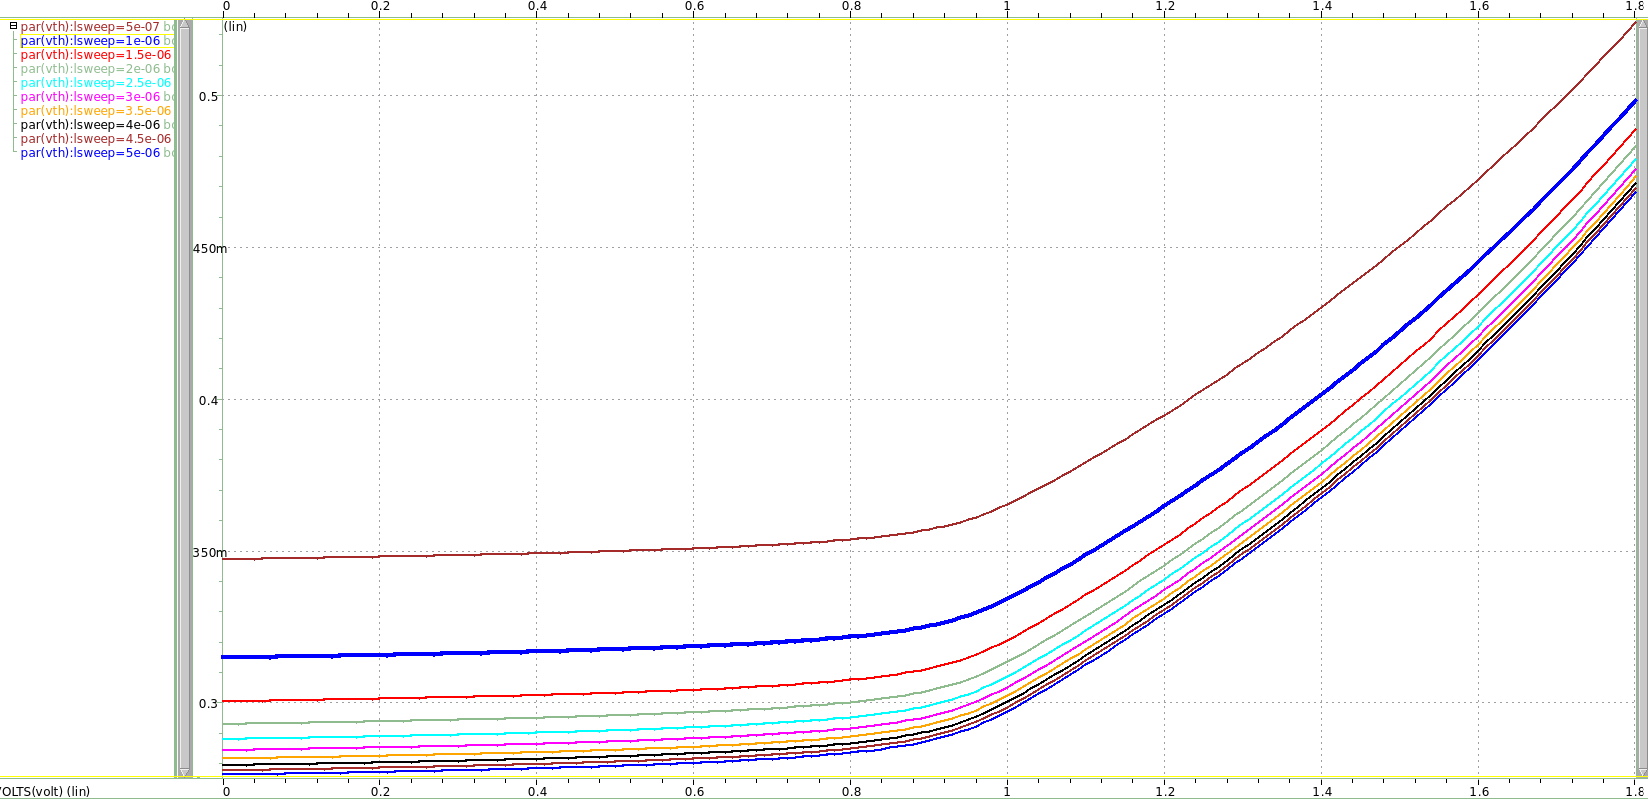 0 0.2 0.4 0.6 0.8 1 1.2 1.4 1.6 1.8
par(vth):lsweep=5e-07
par(vth):lsweep=1e-06
par(vth):lsweep=1.5e-06
par(vth):lsweep=2e-06
par(vth):lsweep=2.5e-06
par(vth):lsweep=3e-06
par(vth):lsweep=3.5e-06
par(vth):lsweep=4e-06
par(vth):lsweep=4.5e-06
par(vth):lsweep=5e-06
(lin)
0.5
450m
0.4
350m
0.3
VOLTS(volt) (lin) 0 0.2 0.4 0.6 0.8 1 1.2 1.4 1.6 1.8